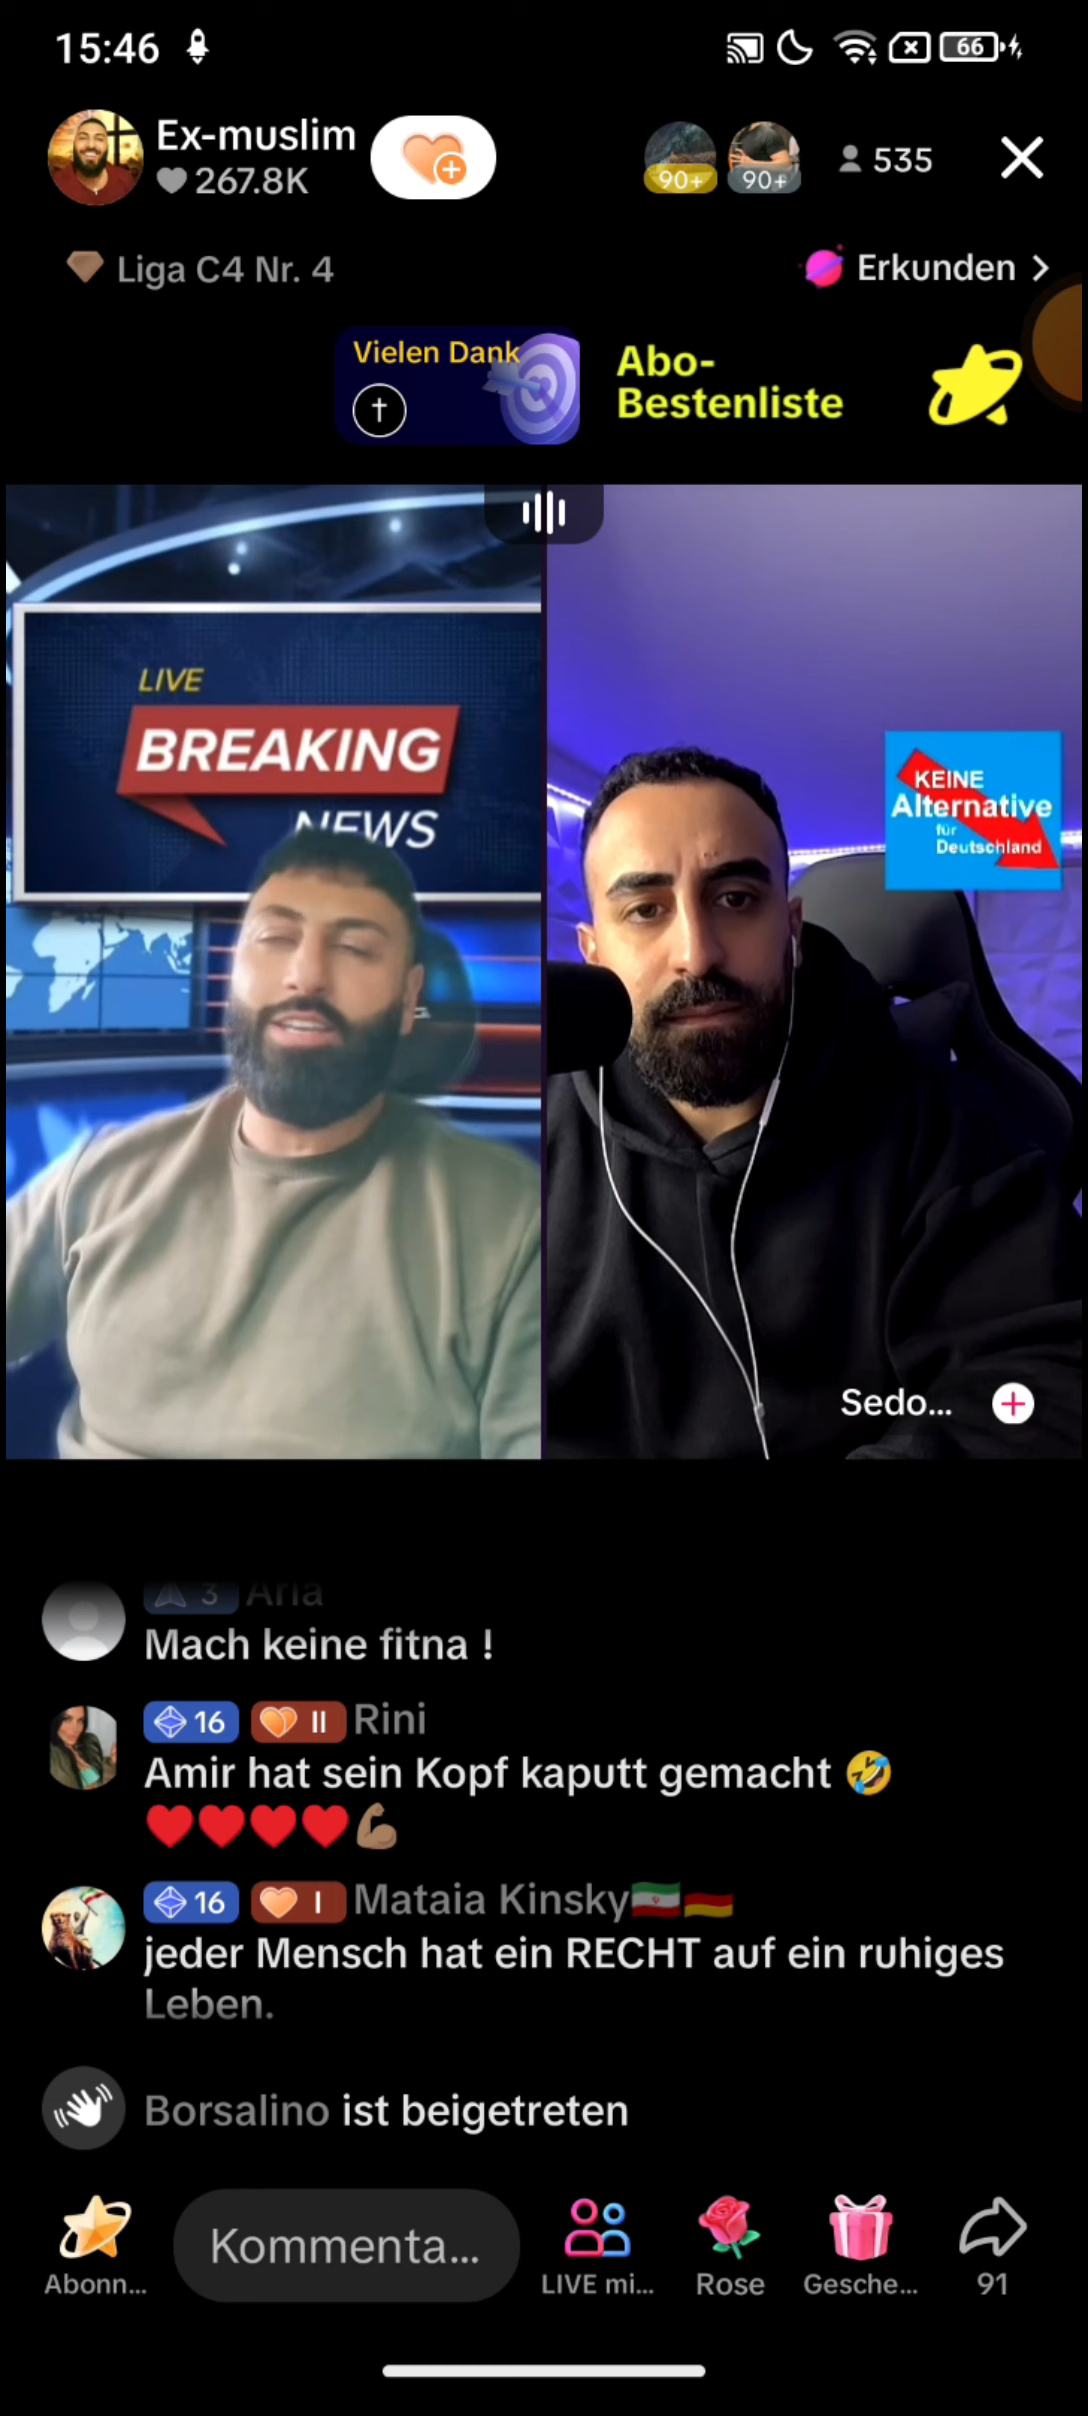 15:46
66
Ex-muslim
267.8K
90+
90+
535
Liga C4 Nr. 4
Erkunden
Vielen Dank
Abo-
Bestenliste
LIVE
BREAKING
NEWS
KEINE
Alternative
für
Deutschland
Sedo...
3 Aria
Mach keine fitna !
16 II Rini
Amir hat sein Kopf kaputt gemacht 🤣
❤️❤️❤️❤️💪🏽
16 I Mataia Kinsky🇮🇷🇩🇪
jeder Mensch hat ein RECHT auf ein ruhiges
Leben.
Borsalino ist beigetreten
Kommenta...
Abonn...
LIVE mi...
Rose
Gesche...
91